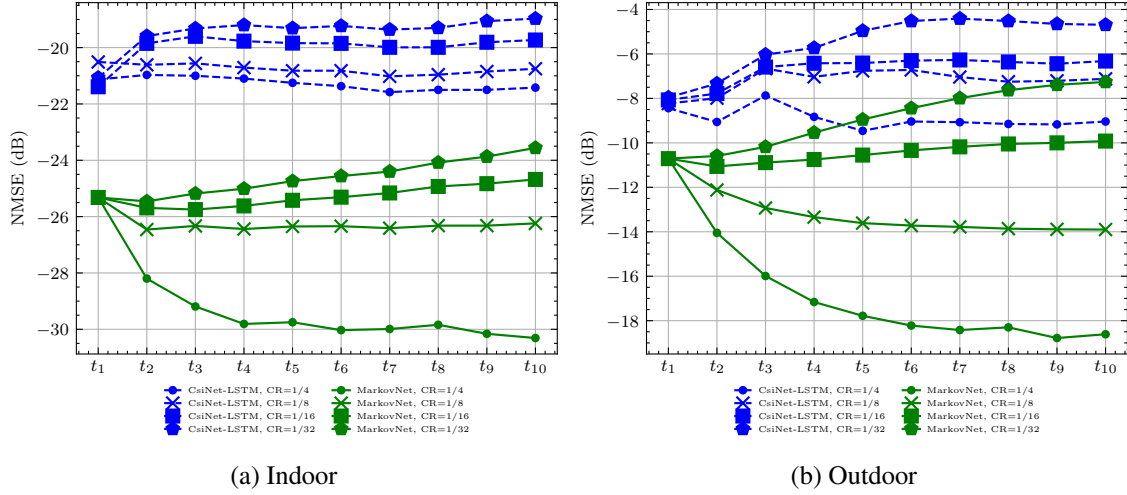 NMSE (dB)
−20
−22
−24
−26
−28
−30
t1 t2 t3 t4 t5 t6 t7 t8 t9 t10
CsiNet-LSTM, CR=1/4
CsiNet-LSTM, CR=1/8
CsiNet-LSTM, CR=1/16
CsiNet-LSTM, CR=1/32
MarkovNet, CR=1/4
MarkovNet, CR=1/8
MarkovNet, CR=1/16
MarkovNet, CR=1/32
(a) Indoor
NMSE (dB)
−4
−6
−8
−10
−12
−14
−16
−18
t1 t2 t3 t4 t5 t6 t7 t8 t9 t10
CsiNet-LSTM, CR=1/4
CsiNet-LSTM, CR=1/8
CsiNet-LSTM, CR=1/16
CsiNet-LSTM, CR=1/32
MarkovNet, CR=1/4
MarkovNet, CR=1/8
MarkovNet, CR=1/16
MarkovNet, CR=1/32
(b) Outdoor